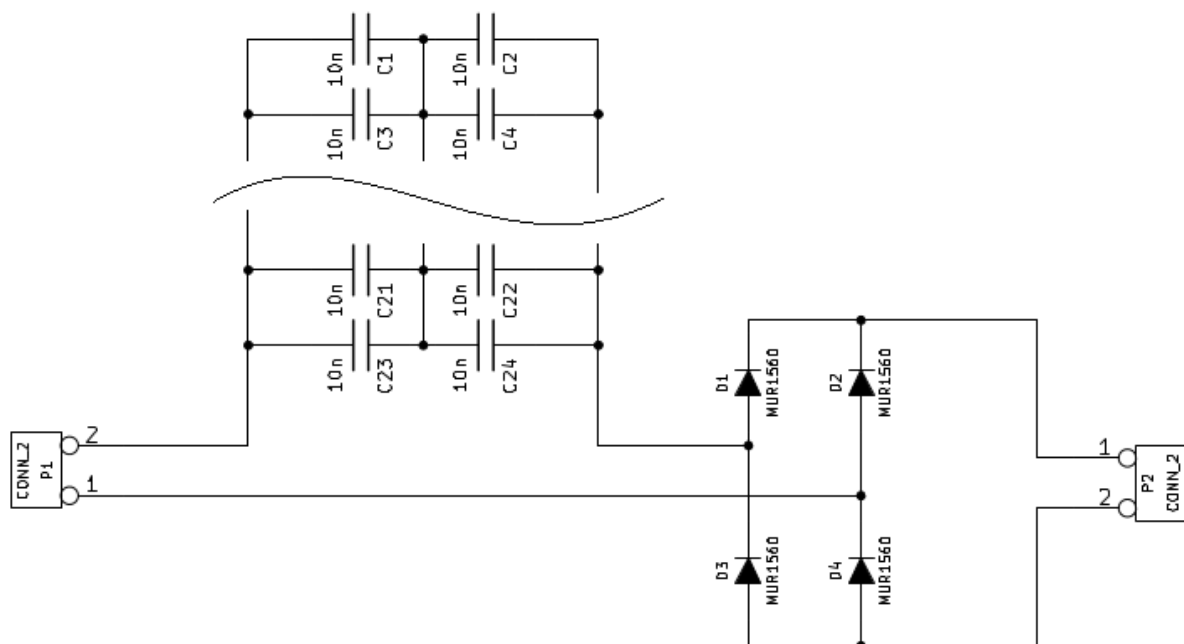 10n C1 10n C2
10n C3 10n C4
10n C21 10n C22
10n C23 10n C24
D1 MUR1560 D2 MUR1560
CONN_2 P1 2
1
1 P2 CONN_2
2
D3 MUR1560 D4 MUR1560